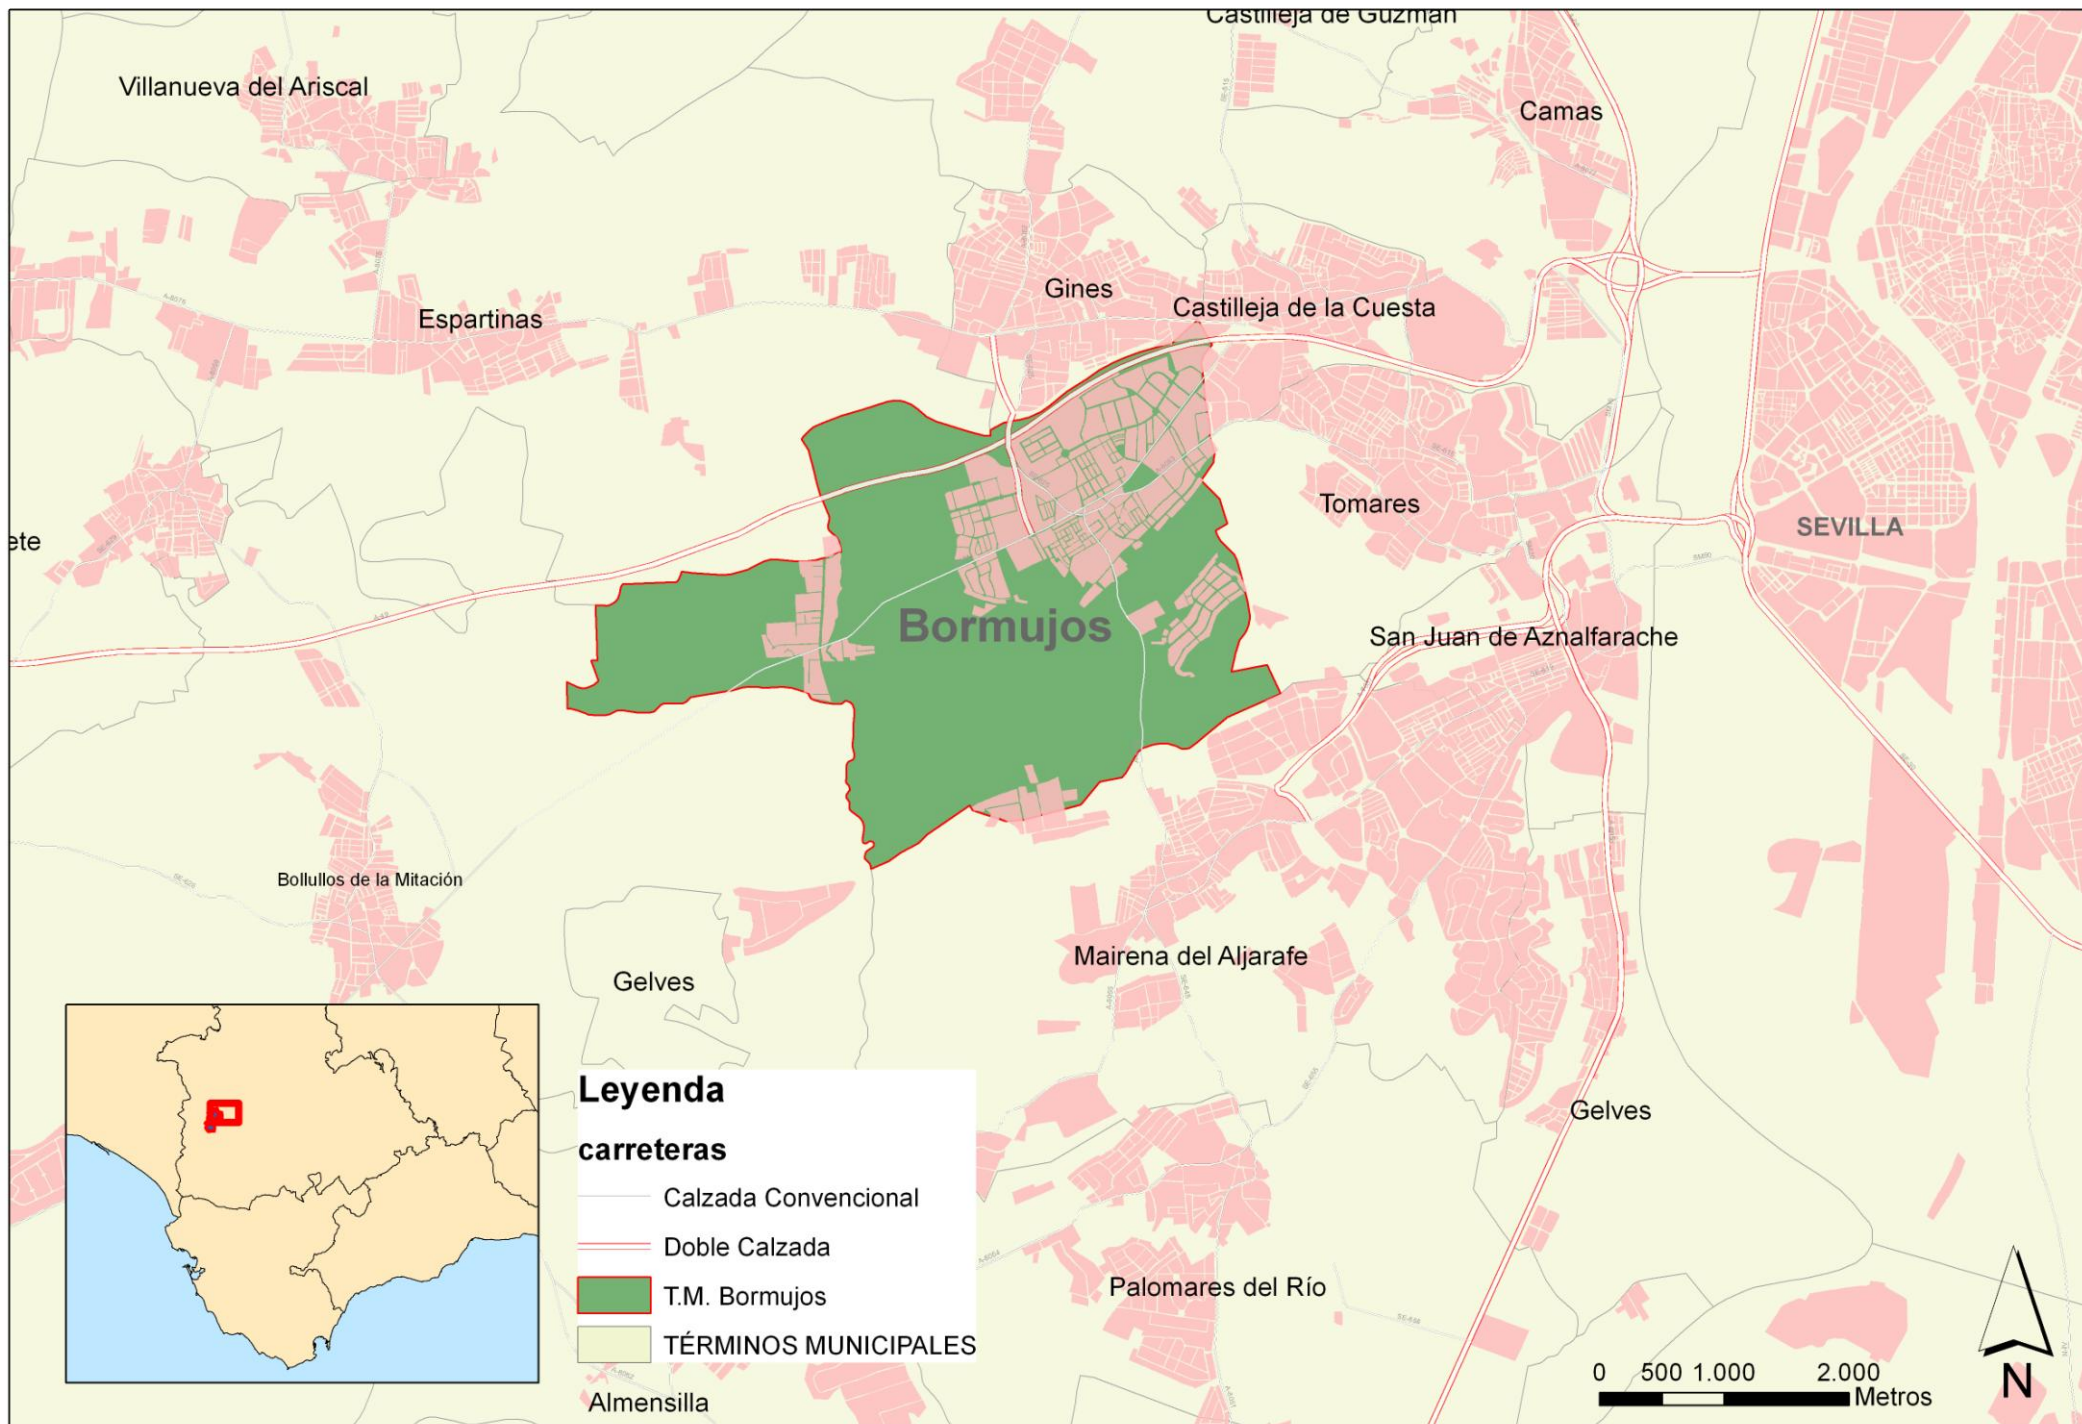 Castilleja de Guzmán
Villanueva del Ariscal
Camas
Gines
Castilleja de la Cuesta
Espartinas
A-8076
Tomares
SEVILLA
ete
Bormujos
A-49
San Juan de Aznalfarache
Bollullos de la Mitación
Mairena del Aljarafe
Gelves
Leyenda
carreteras
Calzada Convencional
Doble Calzada
T.M. Bormujos
TÉRMINOS MUNICIPALES
Gelves
Palomares del Río
Almensilla
0 500 1.000 2.000
Metros
N